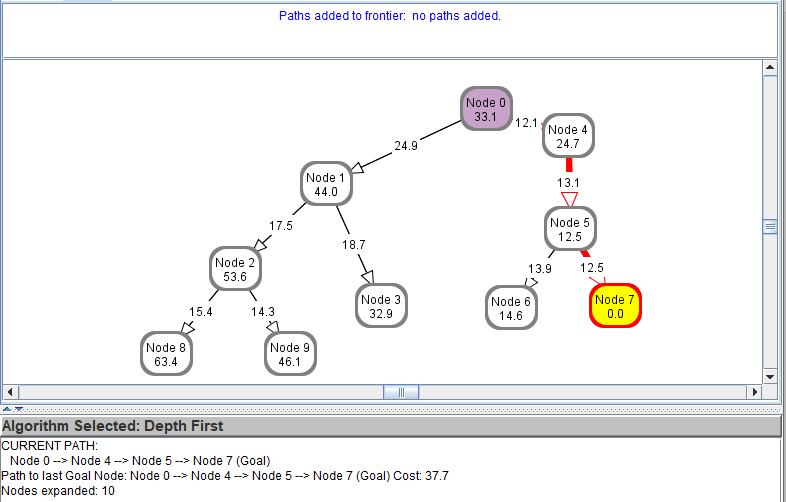 Paths added to frontier: no paths added.
Node 0
33.1
12.1
Node 4
24.7
24.9
Node 1
44.0
13.1
17.5
18.7
Node 5
12.5
Node 2
53.6
13.9
12.5
Node 3
32.9
Node 6
14.6
Node 7
0.0
15.4
14.3
Node 8
63.4
Node 9
46.1
Algorithm Selected: Depth First
CURRENT PATH:
Node 0 --> Node 4 --> Node 5 --> Node 7 (Goal)
Path to last Goal Node: Node 0 --> Node 4 --> Node 5 --> Node 7 (Goal) Cost: 37.7
Nodes expanded: 10